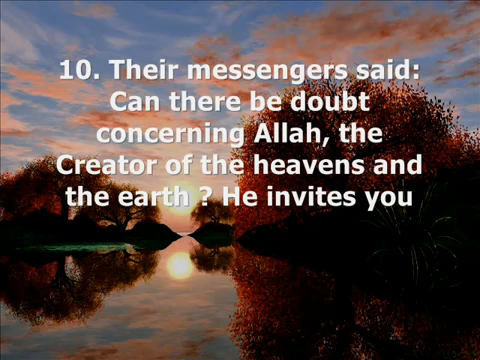 10. Their messengers said:
Can there be doubt
concerning Allah, the
Creator of the heavens and
the earth ? He invites you